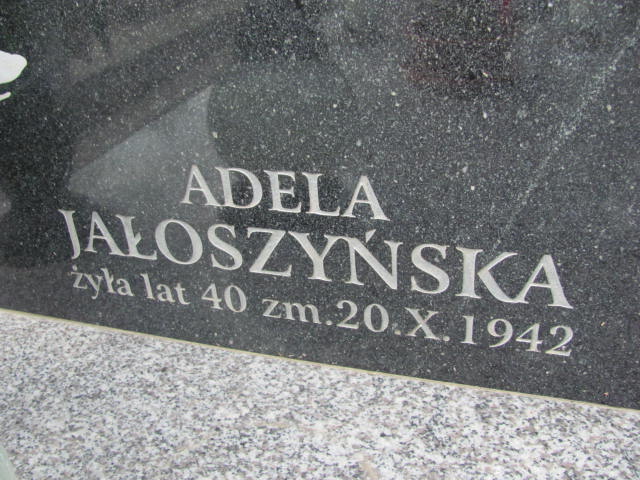 ADELA
JAŁOSZYŃSKA
żyła lat 40 zm.20.X.1942